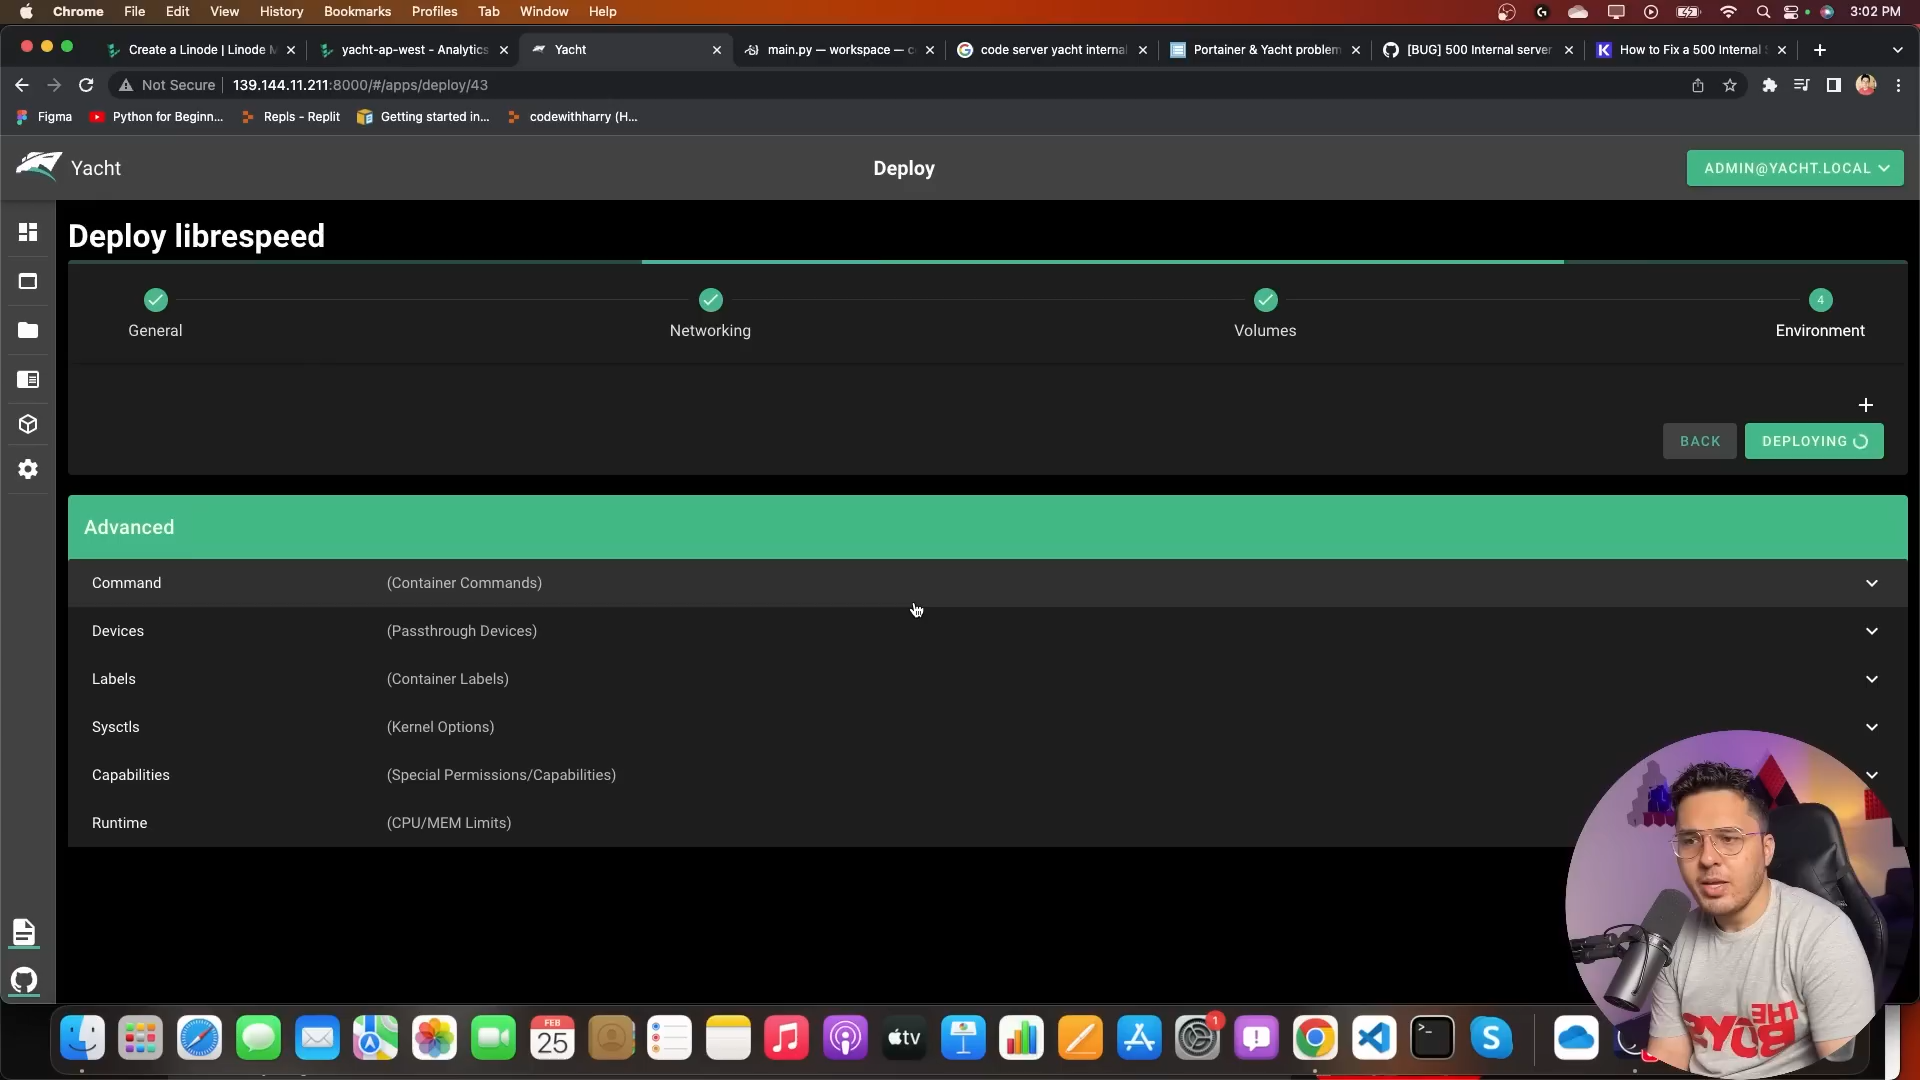 Chrome File Edit View History Bookmarks Profiles Tab Window Help 3:02 PM
Create a Linode | Linode M yacht-ap-west - Analytics Yacht main.py — workspace — c code server yacht internal Portainer & Yacht problem [BUG] 500 Internal server How to Fix a 500 Internal S
Not Secure 139.144.11.211:8000/#/apps/deploy/43
Figma Python for Beginn... Repls - Replit Getting started in... codewithharry (H...
Yacht Deploy ADMIN@YACHT.LOCAL
Deploy librespeed
4
General Networking Volumes Environment
+
BACK DEPLOYING
Advanced
Command (Container Commands)
Devices (Passthrough Devices)
Labels (Container Labels)
Sysctls (Kernel Options)
Capabilities (Special Permissions/Capabilities)
Runtime (CPU/MEM Limits)
THE
BOYS
FEB
25
tv
1